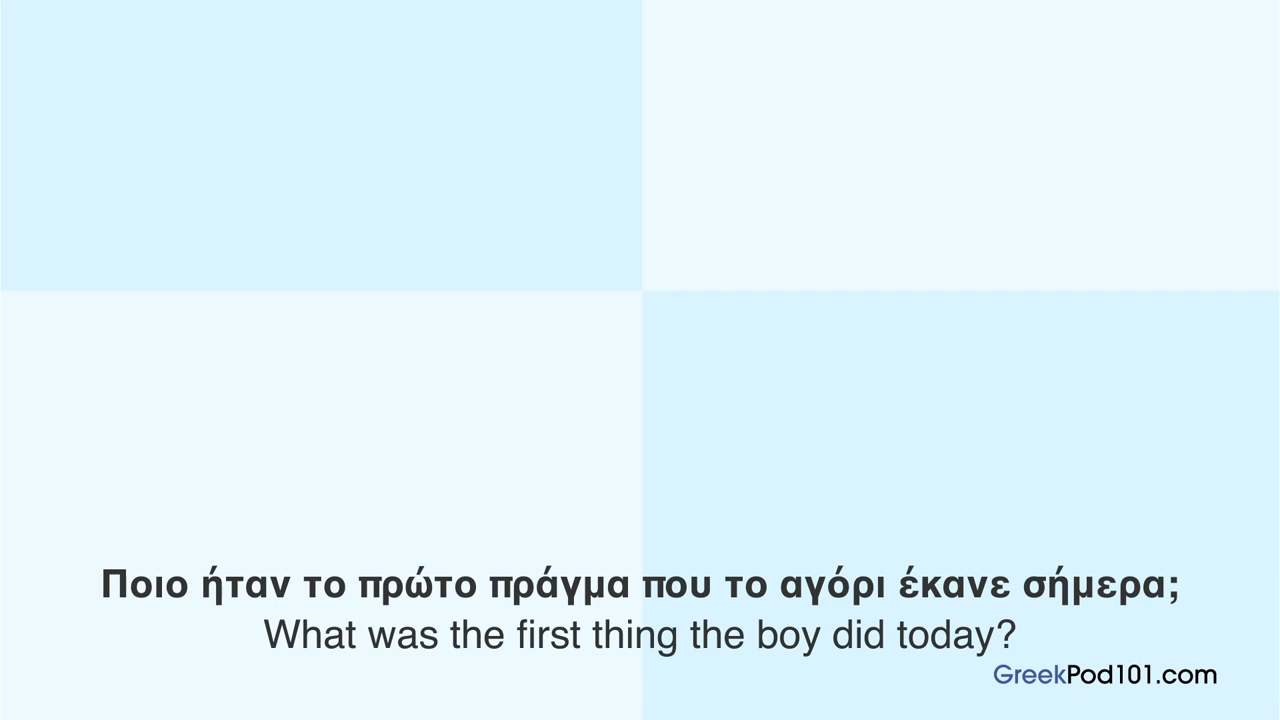 Ποιο ήταν το πρώτο πράγμα που το αγόρι έκανε σήμερα;
What was the first thing the boy did today?
GreekPod101.com